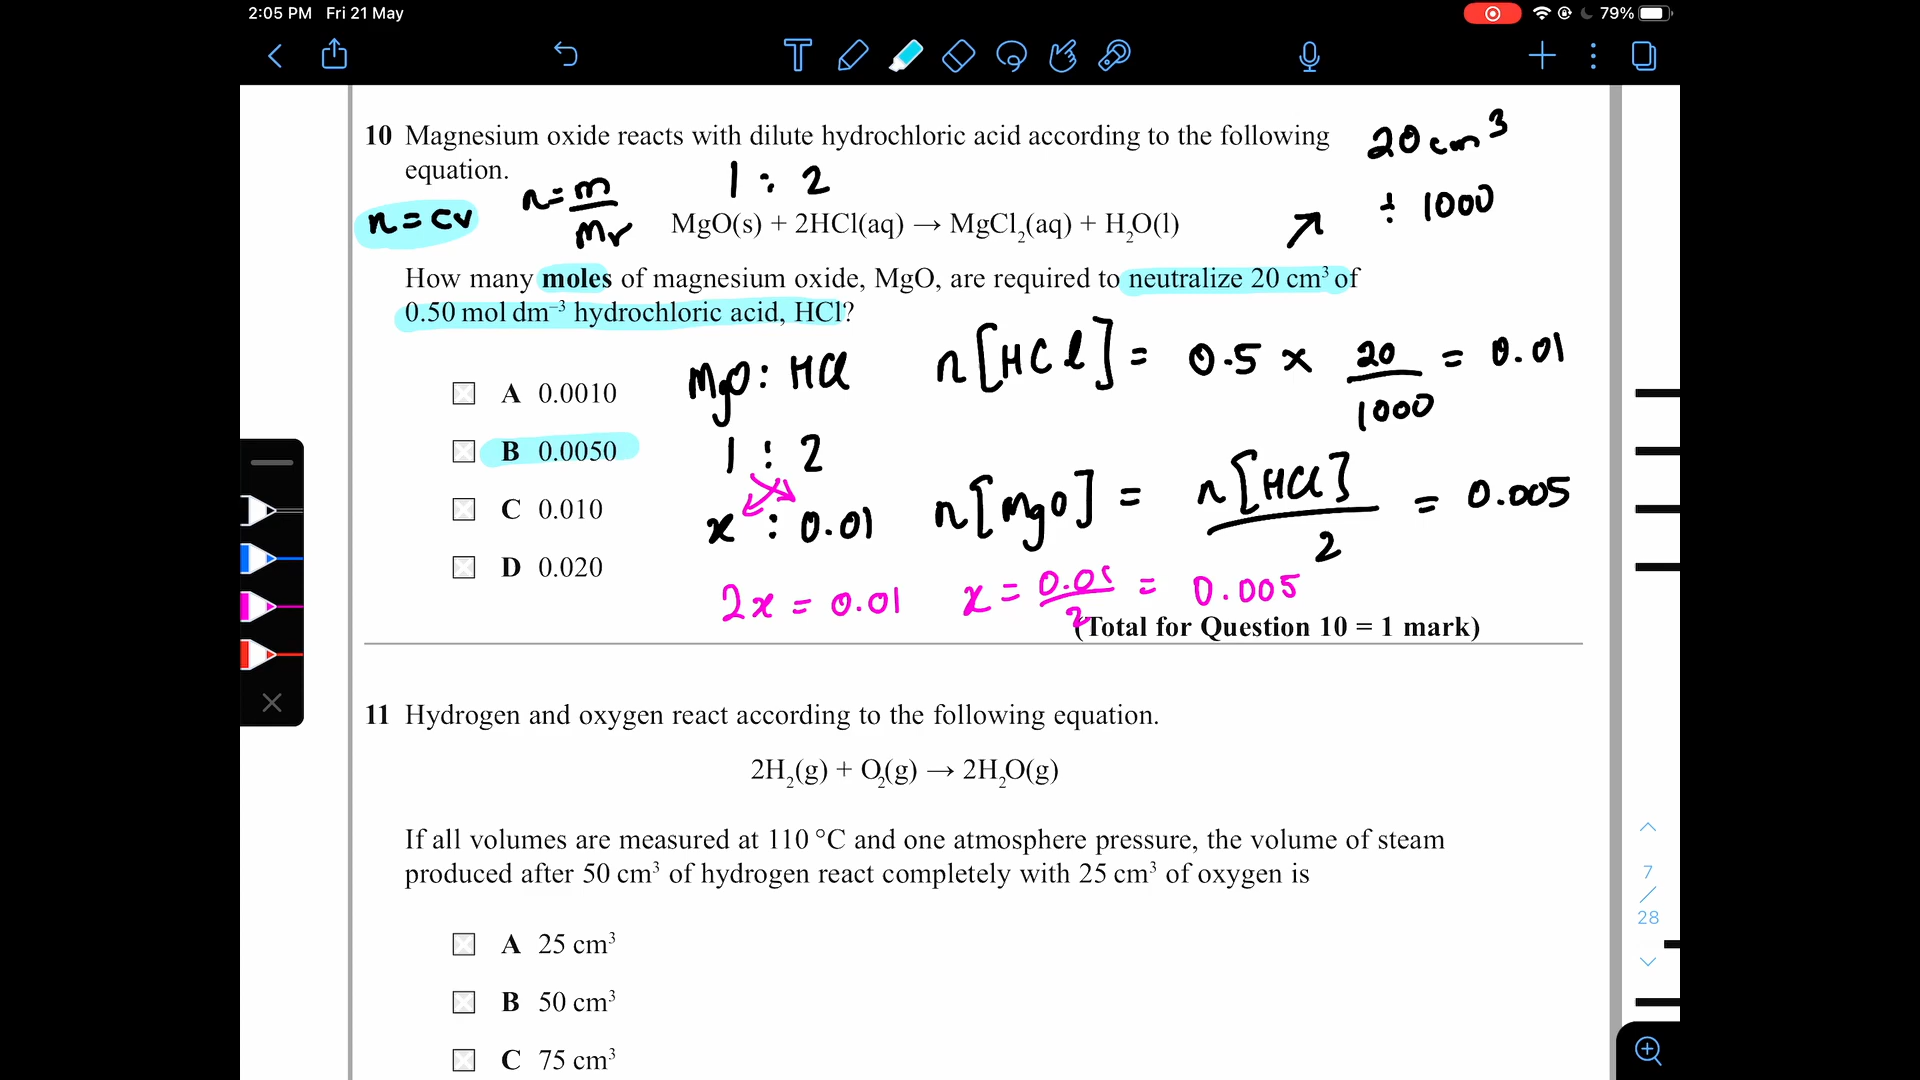 2:05 PM Fri 21 May
79%
10 Magnesium oxide reacts with dilute hydrochloric acid according to the following
equation.
20 cm³
÷ 1000
1 : 2
n = cv
n = m/Mr
MgO(s) + 2HCl(aq) → MgCl₂(aq) + H₂O(l)
How many moles of magnesium oxide, MgO, are required to neutralize 20 cm³ of
0.50 mol dm⁻³ hydrochloric acid, HCl?
A 0.0010
B 0.0050
C 0.010
D 0.020
MgO : HCl
1 : 2
x : 0.01
2x = 0.01
n[HCl] = 0.5 x 20/1000 = 0.01
n[MgO] = n[HCl]/2 = 0.005
x = 0.01/2 = 0.005
(Total for Question 10 = 1 mark)
11 Hydrogen and oxygen react according to the following equation.
2H₂(g) + O₂(g) → 2H₂O(g)
If all volumes are measured at 110 °C and one atmosphere pressure, the volume of steam
produced after 50 cm³ of hydrogen react completely with 25 cm³ of oxygen is
A 25 cm³
B 50 cm³
C 75 cm³
7
/
28